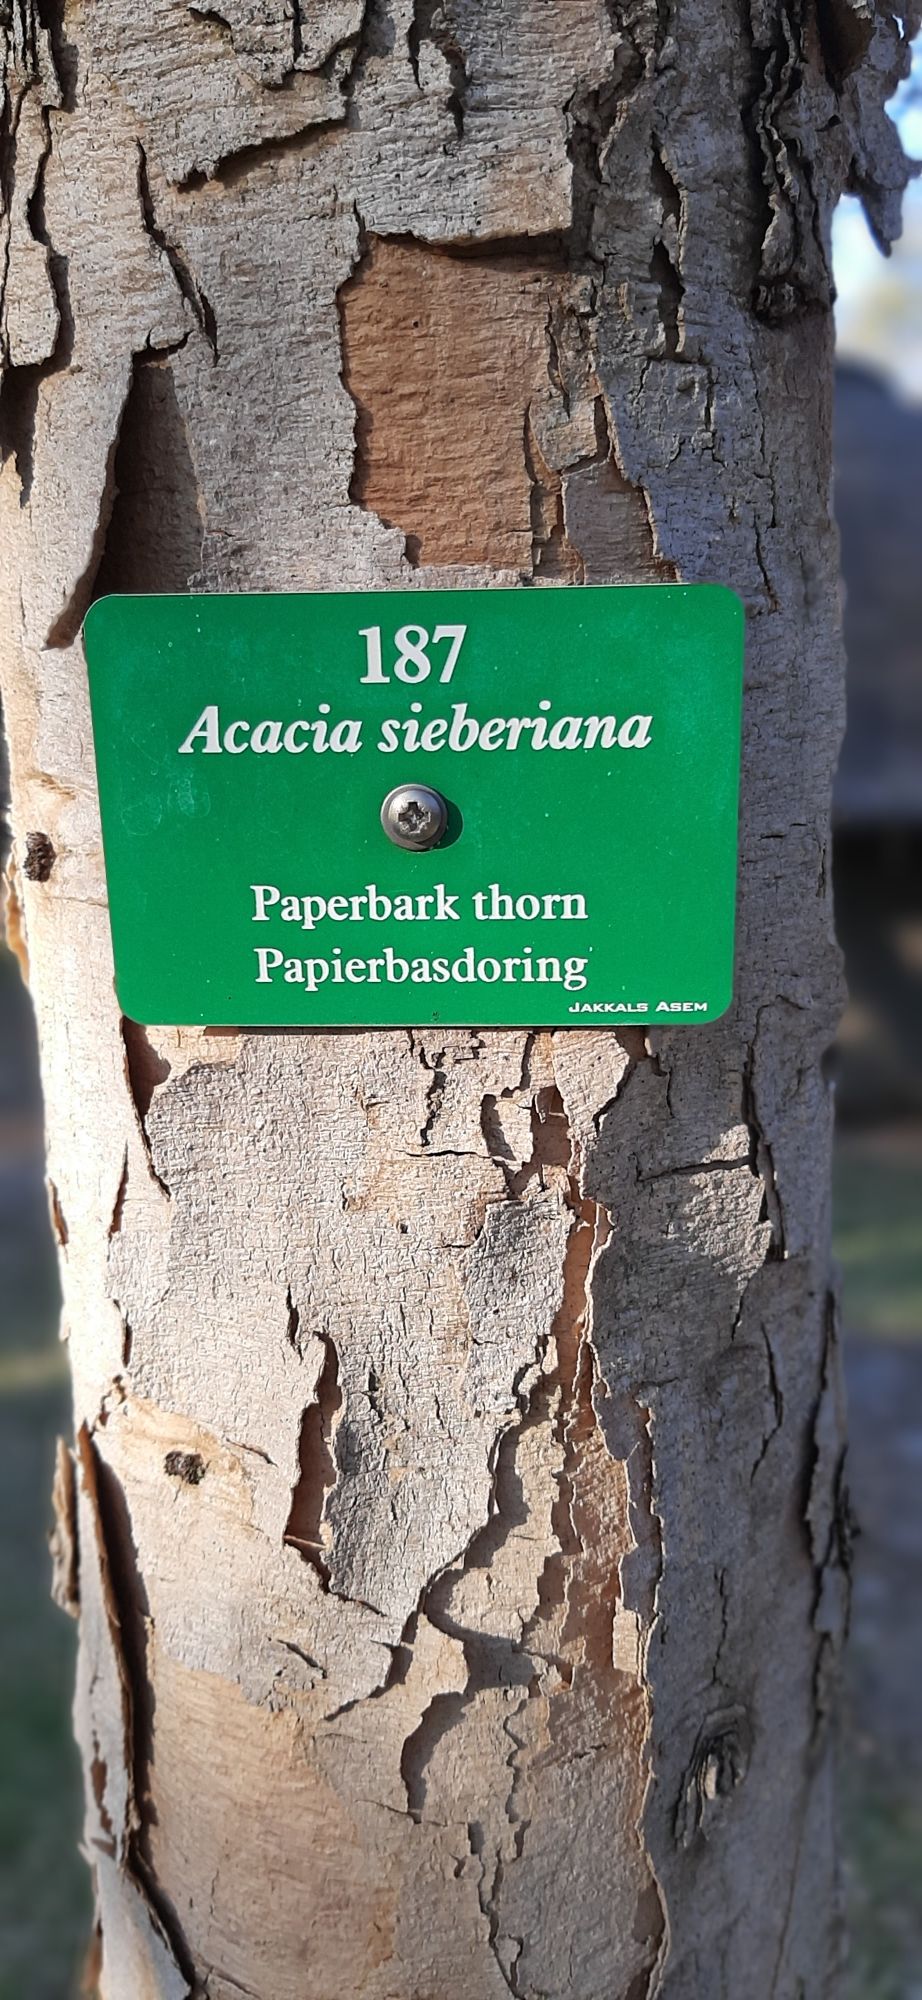 187
Acacia sieberiana
Paperbark thorn
Papierbasdoring
Jakkals Asem